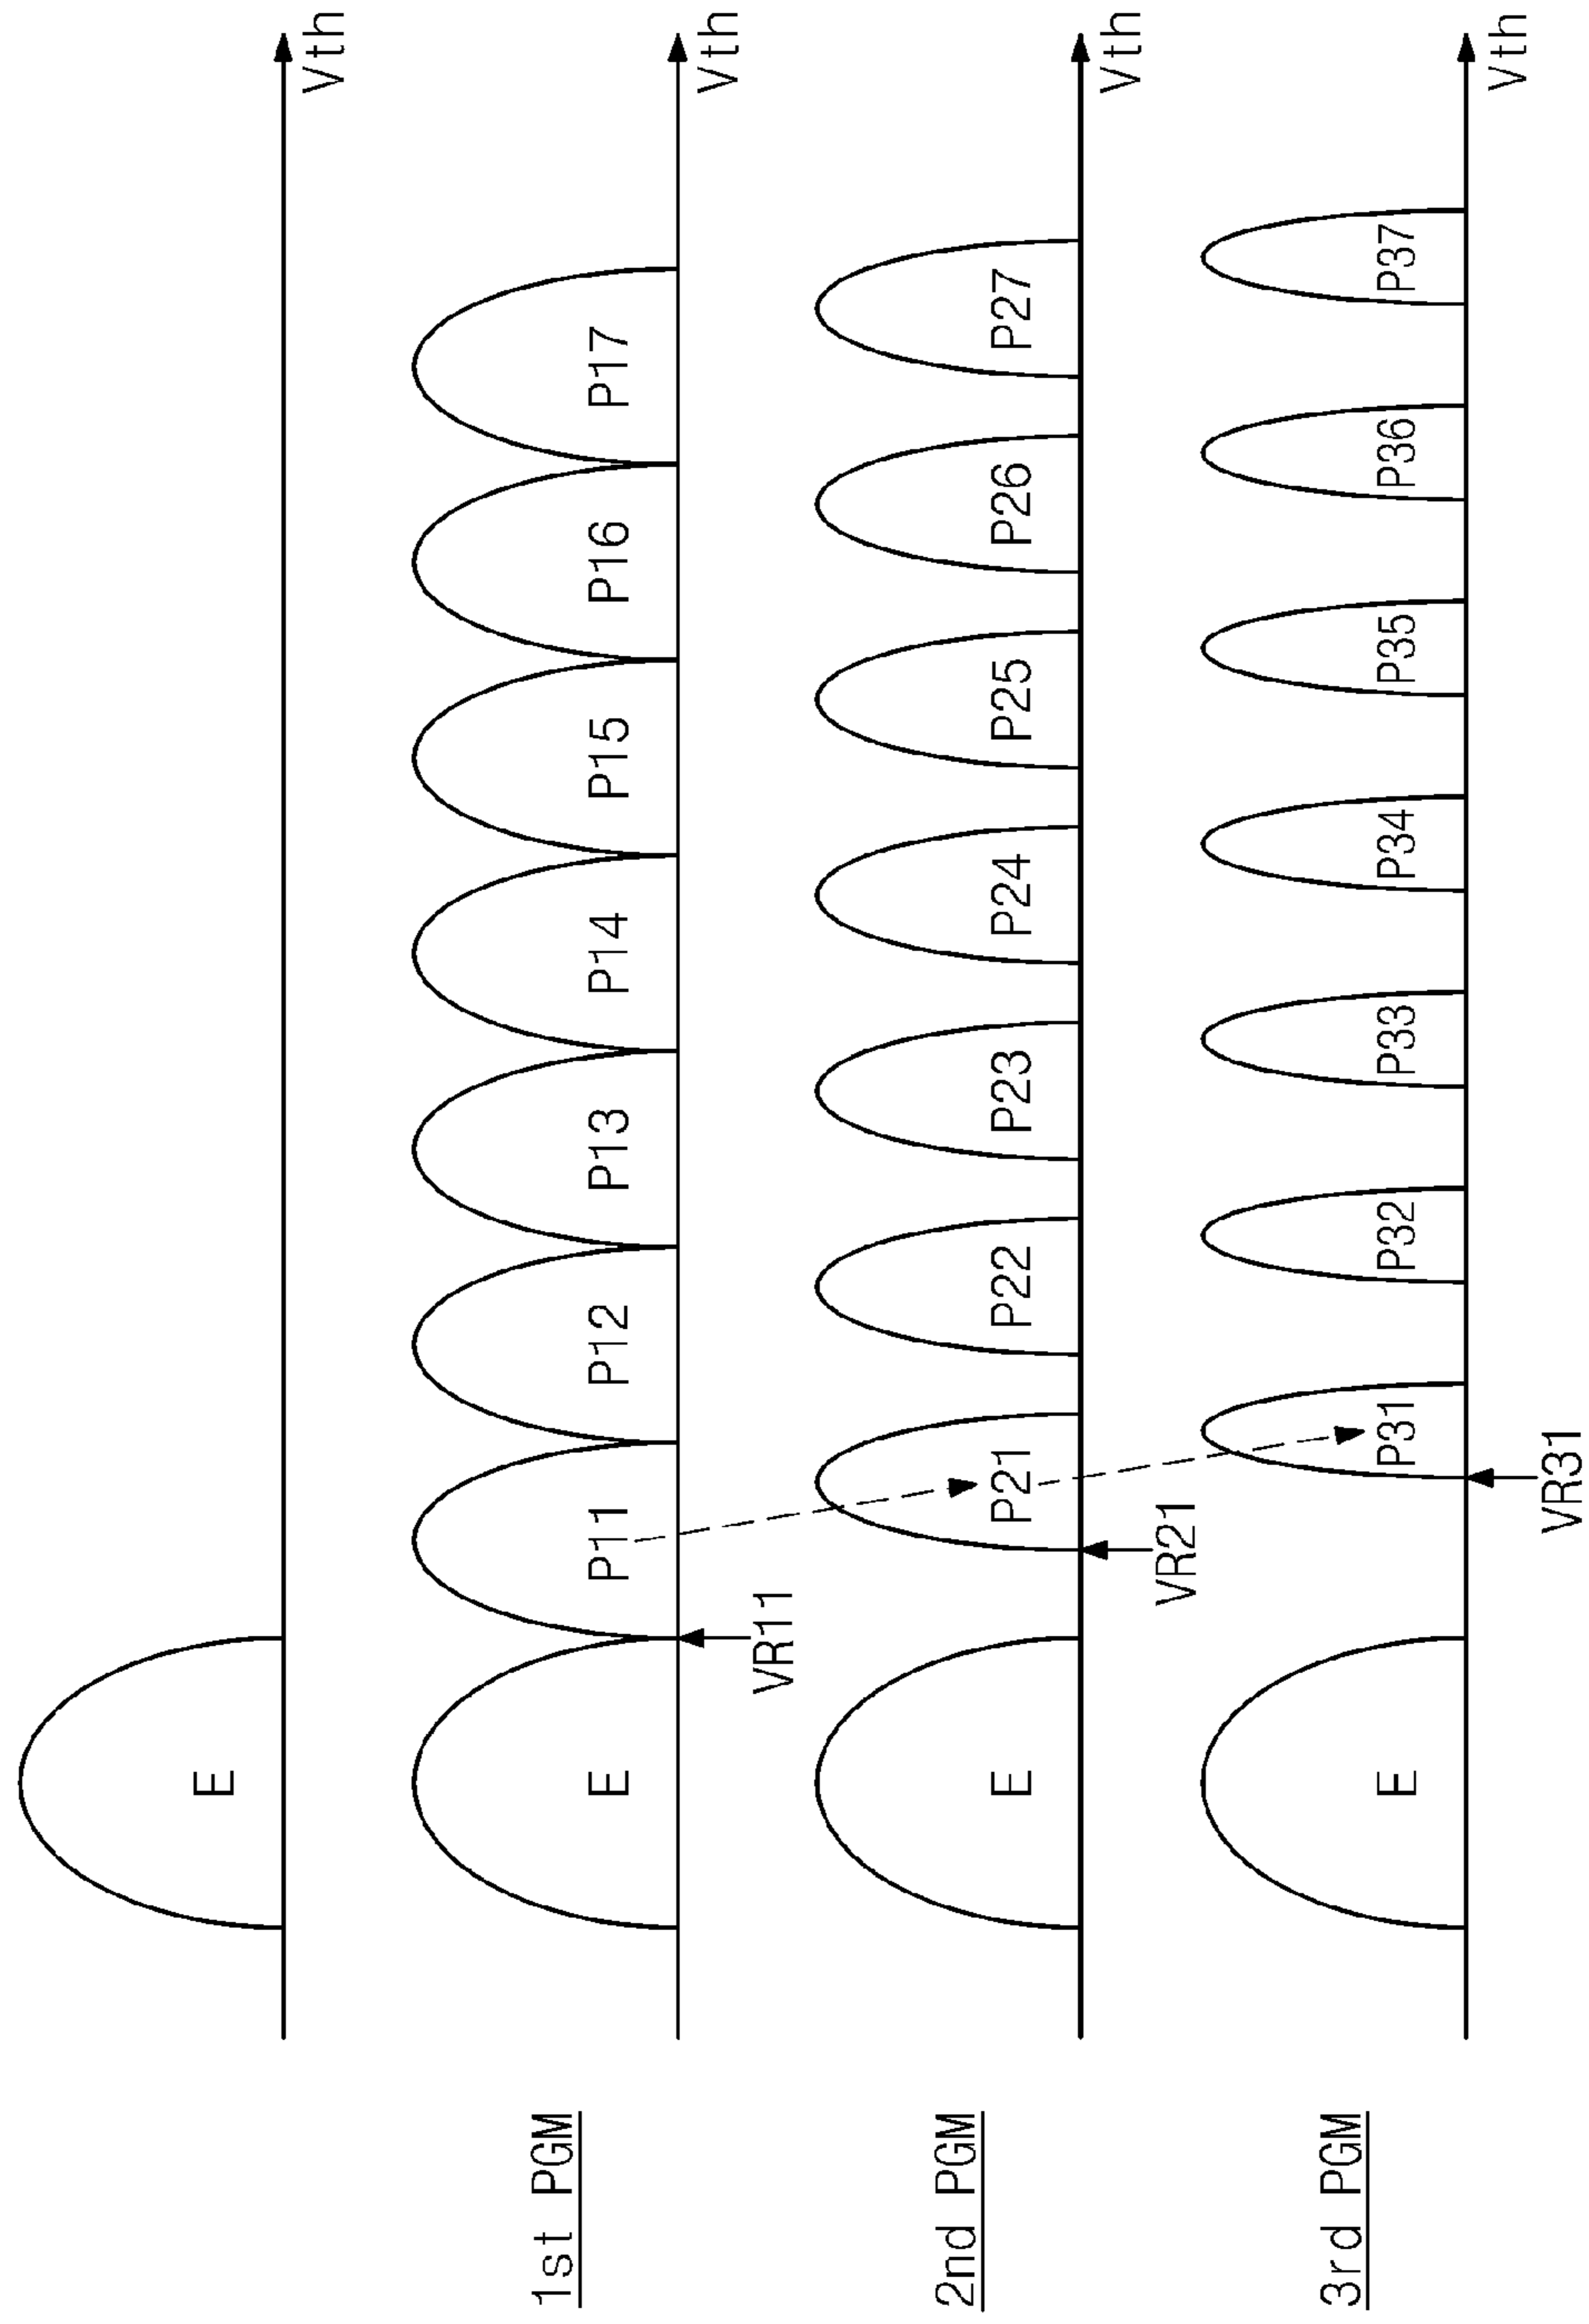 E
Vth
1st PGM
E P11 P12 P13 P14 P15 P16 P17
Vth
VR11
2nd PGM
E P21 P22 P23 P24 P25 P26 P27
Vth
VR21
3rd PGM
E P31 P32 P33 P34 P35 P36 P37
Vth
VR31